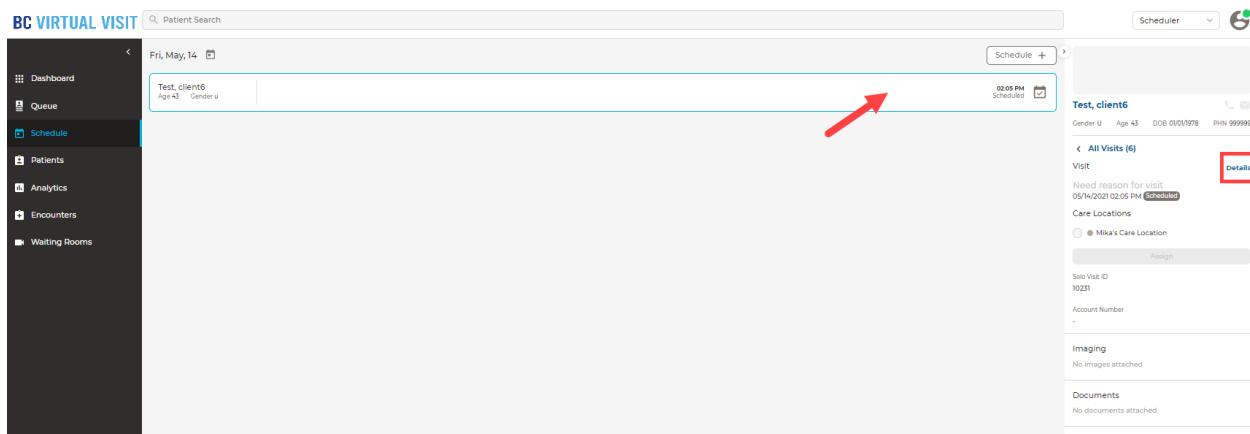 BC VIRTUAL VISIT
Patient Search
Scheduler
Dashboard
Queue
Schedule
Patients
Analytics
Encounters
Waiting Rooms
Fri, May, 14
Schedule +
Test, client6
Age 43 Gender u
02:05 PM
Scheduled
Test, client6
Gender U Age 43 DOB 01/01/1978 PHN 999999
All Visits (6)
Visit
Details
Need reason for visit
05/14/2021 02:05 PM Scheduled
Care Locations
Mika's Care Location
Assign
Solo Visit ID
10231
Account Number
-
Imaging
No images attached
Documents
No documents attached